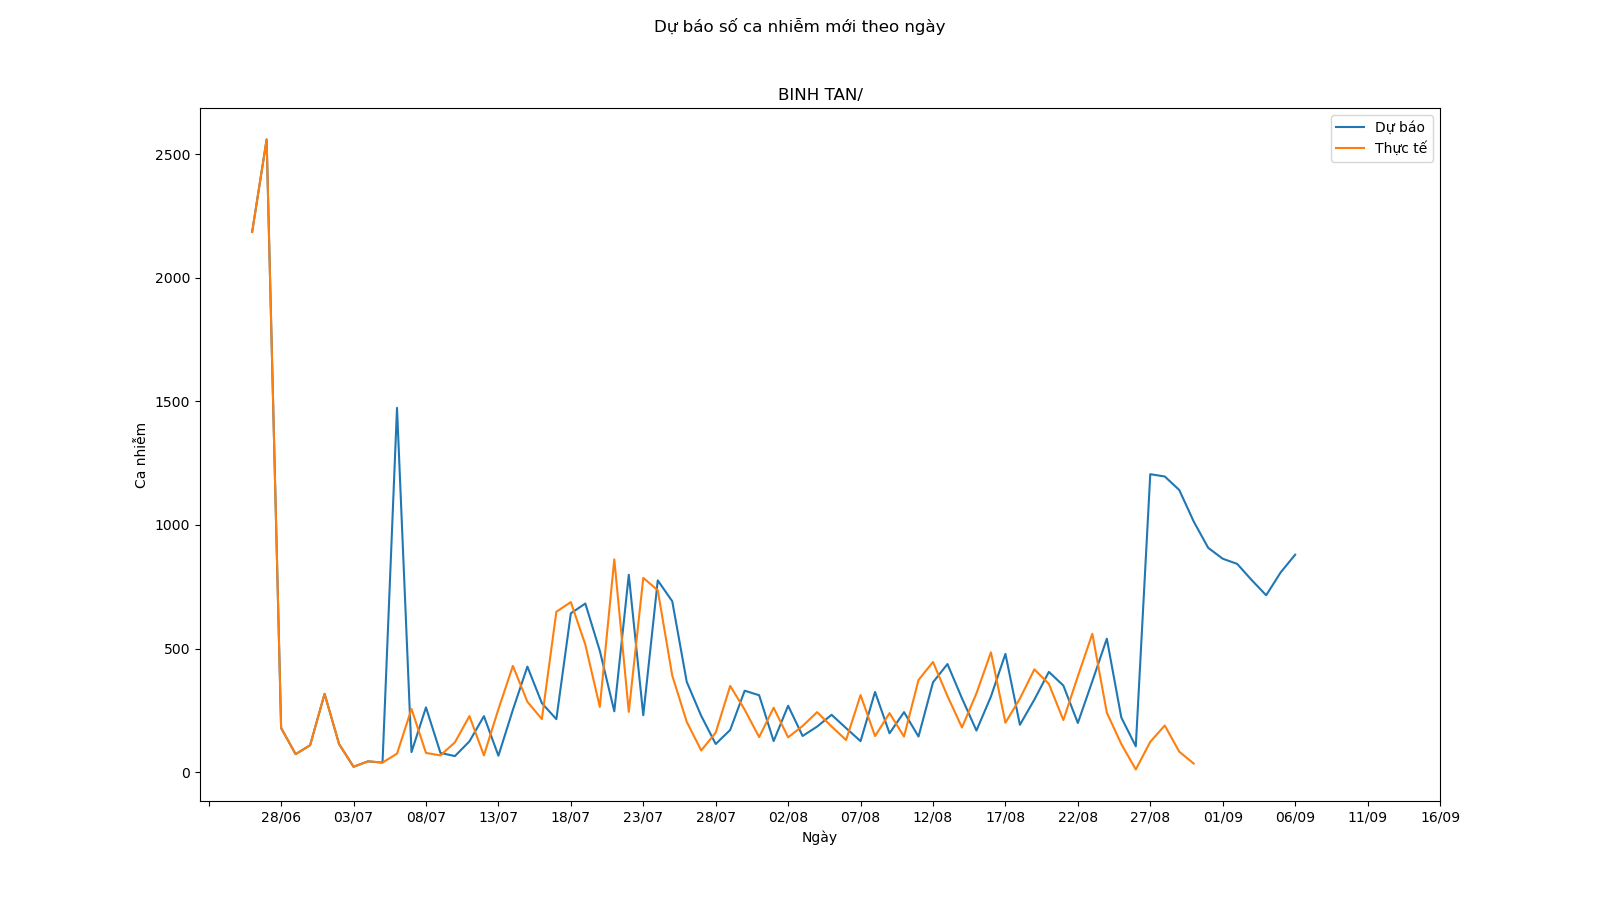 Dự báo số ca nhiễm mới theo ngày
BINH TAN/
Dự báo
Thực tế
2500
2000
1500
1000
500
0
Ca nhiễm
28/06 03/07 08/07 13/07 18/07 23/07 28/07 02/08 07/08 12/08 17/08 22/08 27/08 01/09 06/09 11/09 16/09
Ngày